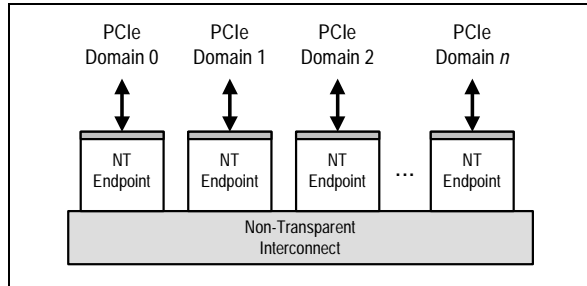 PCIe
Domain 0
PCIe
Domain 1
PCIe
Domain 2
PCIe
Domain n
NT
Endpoint
NT
Endpoint
NT
Endpoint
...
NT
Endpoint
Non-Transparent
Interconnect